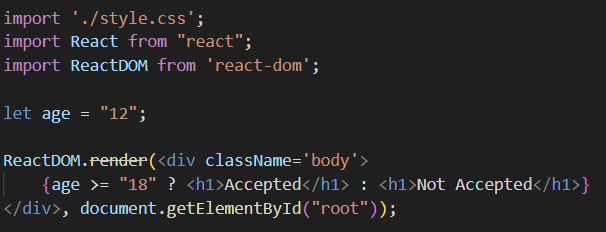 import './style.css';
import React from "react";
import ReactDOM from 'react-dom';
let age = "12";
ReactDOM.render(<div className='body'>
{age >= "18" ? <h1>Accepted</h1> : <h1>Not Accepted</h1>}
</div>, document.getElementById("root"));